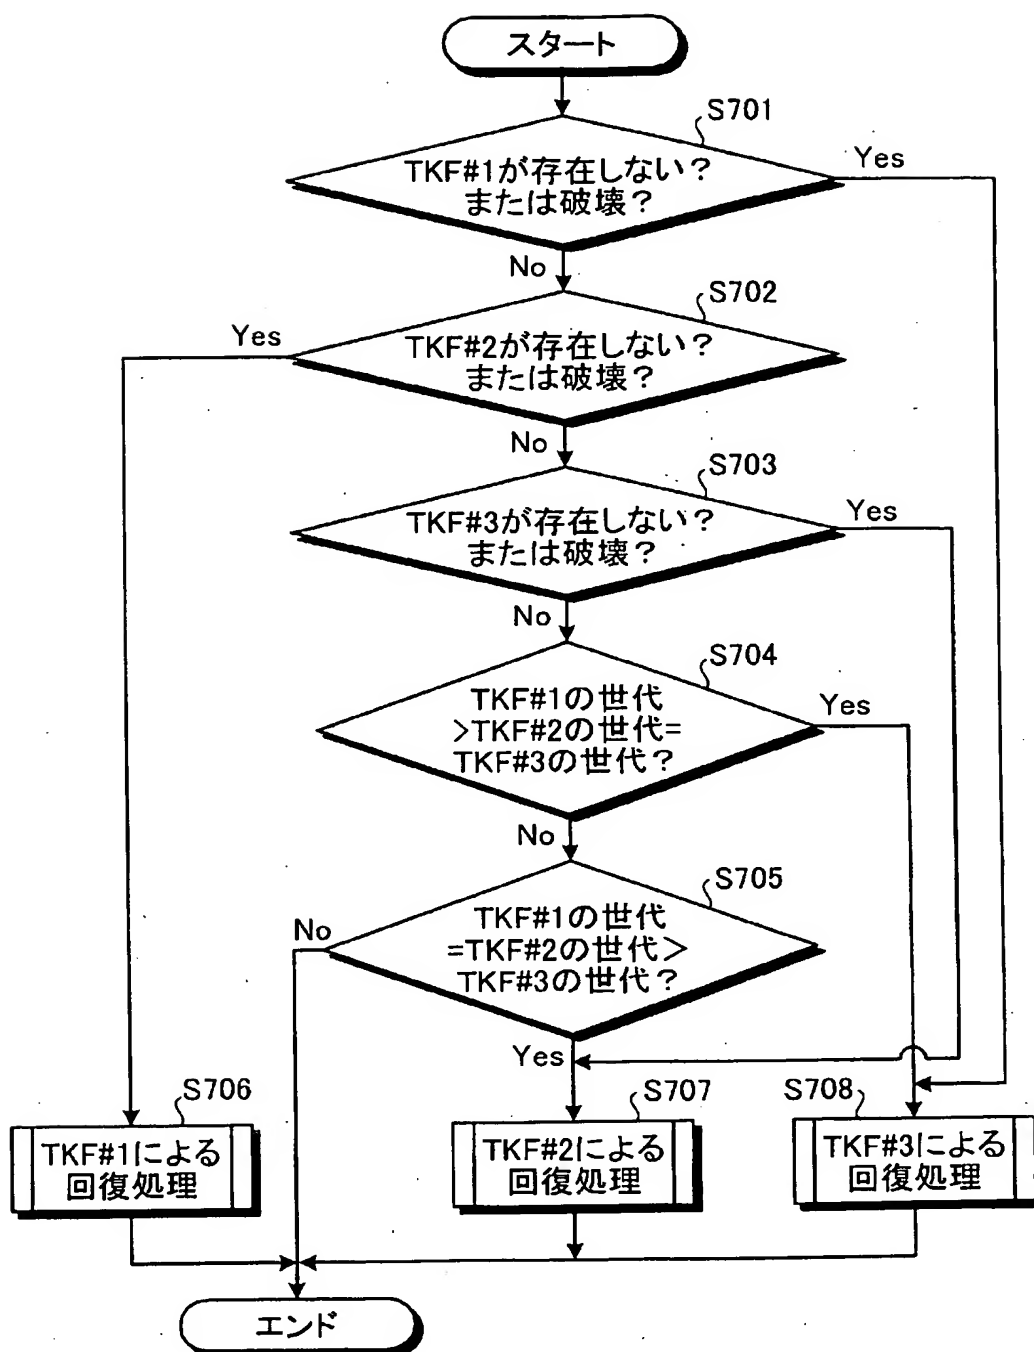 スタート
S701
TKF#1が存在しない?
または破壊?
Yes
No
S702
TKF#2が存在しない?
または破壊?
Yes
No
S703
TKF#3が存在しない?
または破壊?
Yes
No
S704
TKF#1の世代
>TKF#2の世代=
TKF#3の世代?
Yes
No
S705
TKF#1の世代
=TKF#2の世代>
TKF#3の世代?
No
Yes
S706
TKF#1による
回復処理
S707
TKF#2による
回復処理
S708
TKF#3による
回復処理
エンド